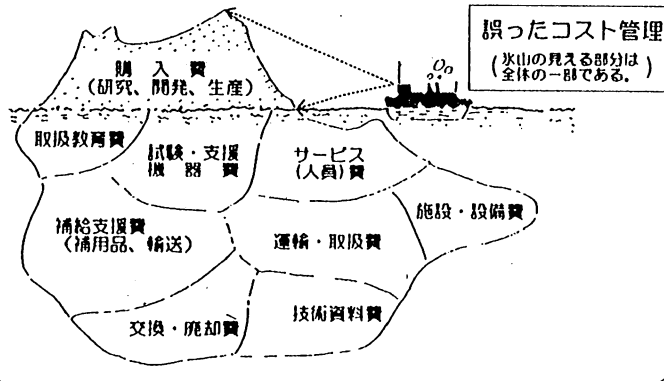 誤ったコスト管理
(氷山の見える部分は
全体の一部である。)
購入費
(研究、開発、生産)
取扱教育費
試験・支援
機器費
サービス
(人員)費
施設・設備費
補給支援費
(補用品、輸送)
運輸・取扱費
交換・廃却費
技術資料費